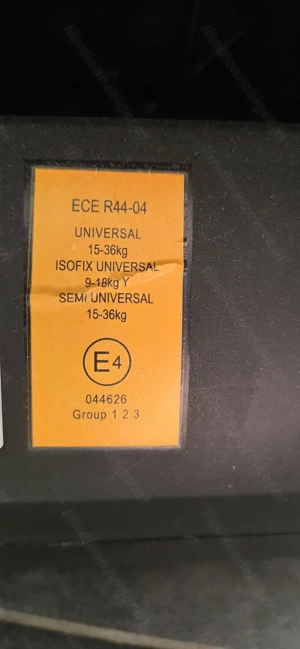 ECE R44-04
UNIVERSAL
15-36kg
ISOFIX UNIVERSAL
9-18kg Y
SEMI UNIVERSAL
15-36kg
E4
044626
Group 1 2 3